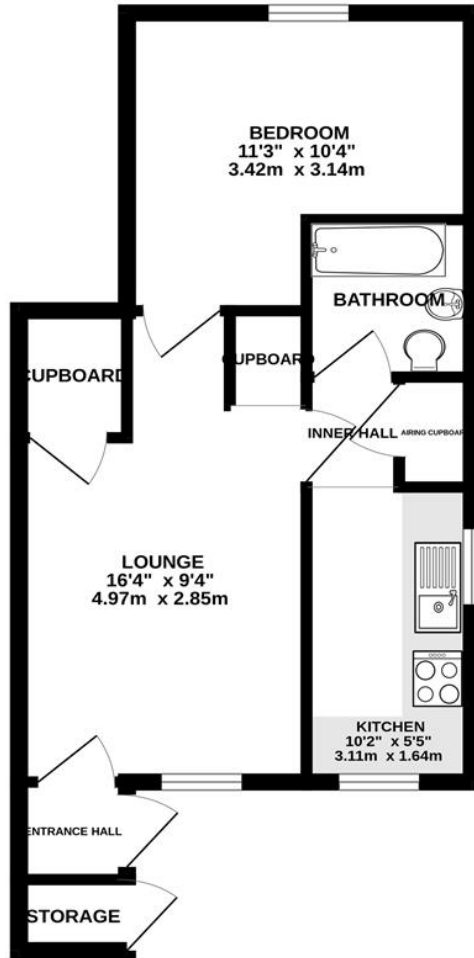 BEDROOM
11'3" x 10'4"
3.42m x 3.14m
BATHROOM
CUPBOARD
CUPBOARD
INNER HALL
AIRING CUPBOARD
LOUNGE
16'4" x 9'4"
4.97m x 2.85m
KITCHEN
10'2" x 5'5"
3.11m x 1.64m
ENTRANCE HALL
STORAGE